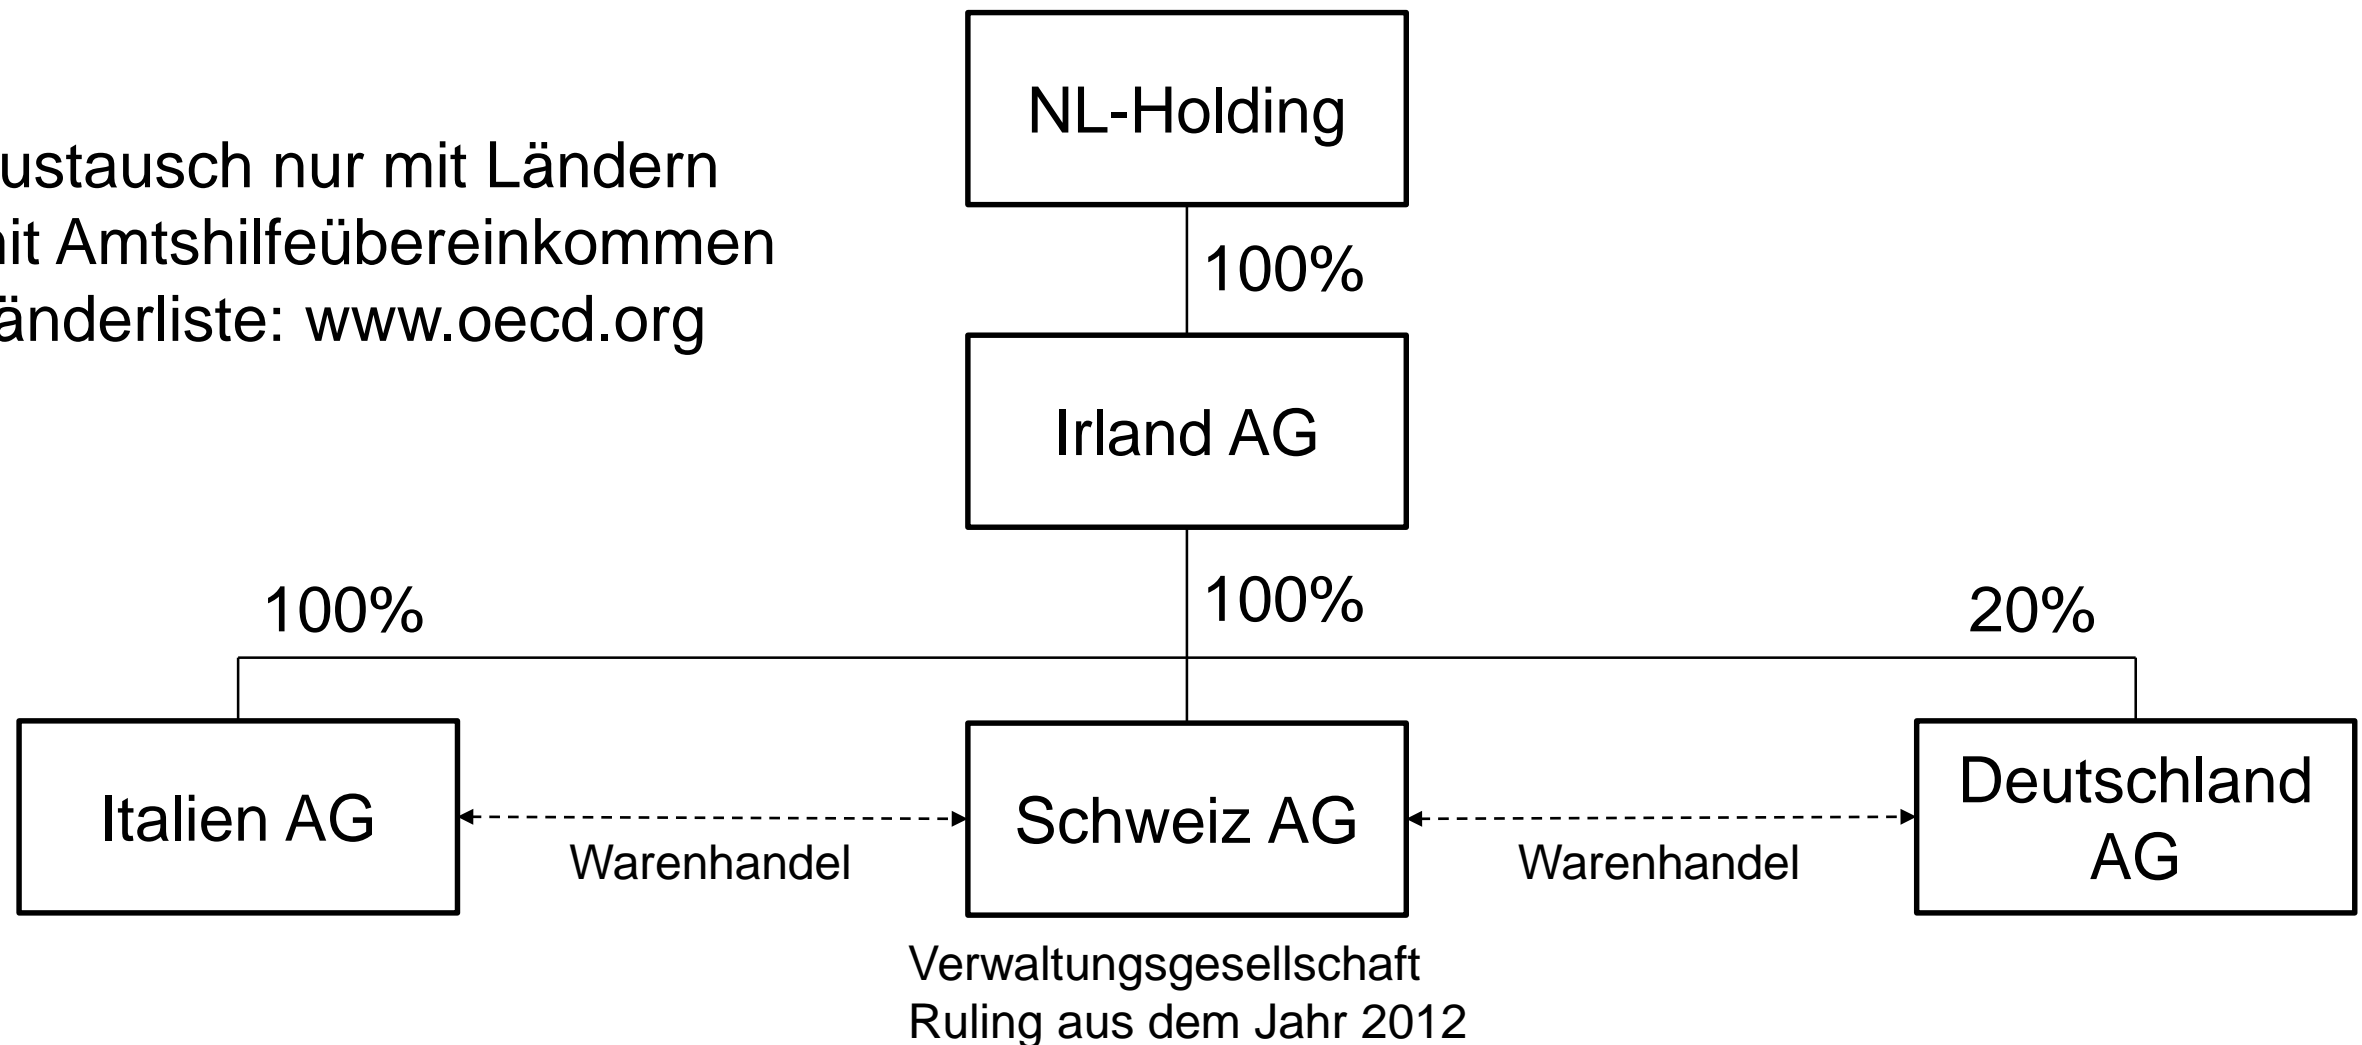 NL-Holding
ustausch nur mit Ländern
it Amtshilfeübereinkommen
änderliste: www.oecd.org
100%
Irland AG
100%
100%
20%
Italien AG
Warenhandel
Schweiz AG
Warenhandel
Deutschland
AG
Verwaltungsgesellschaft
Ruling aus dem Jahr 2012